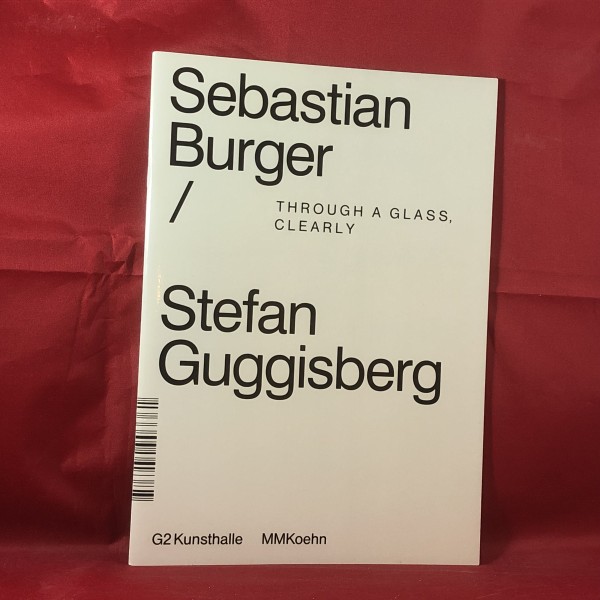 Sebastian
Burger
/
THROUGH A GLASS,
CLEARLY
Stefan
Guggisberg
G2 Kunsthalle MMKoehn